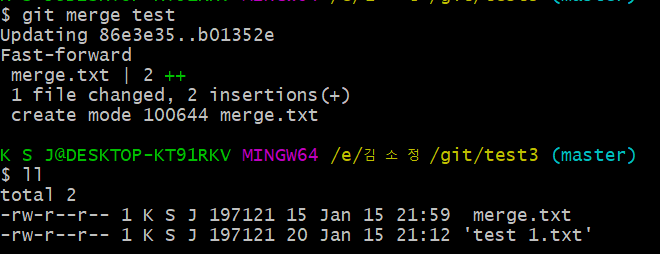 $ git merge test
Updating 86e3e35..b01352e
Fast-forward
 merge.txt | 2 ++
 1 file changed, 2 insertions(+)
 create mode 100644 merge.txt
K S J@DESKTOP-KT91RKV MINGW64 /e/김 소 정 /git/test3 (master)
$ ll
total 2
-rw-r--r-- 1 K S J 197121 15 Jan 15 21:59  merge.txt
-rw-r--r-- 1 K S J 197121 20 Jan 15 21:12 'test 1.txt'